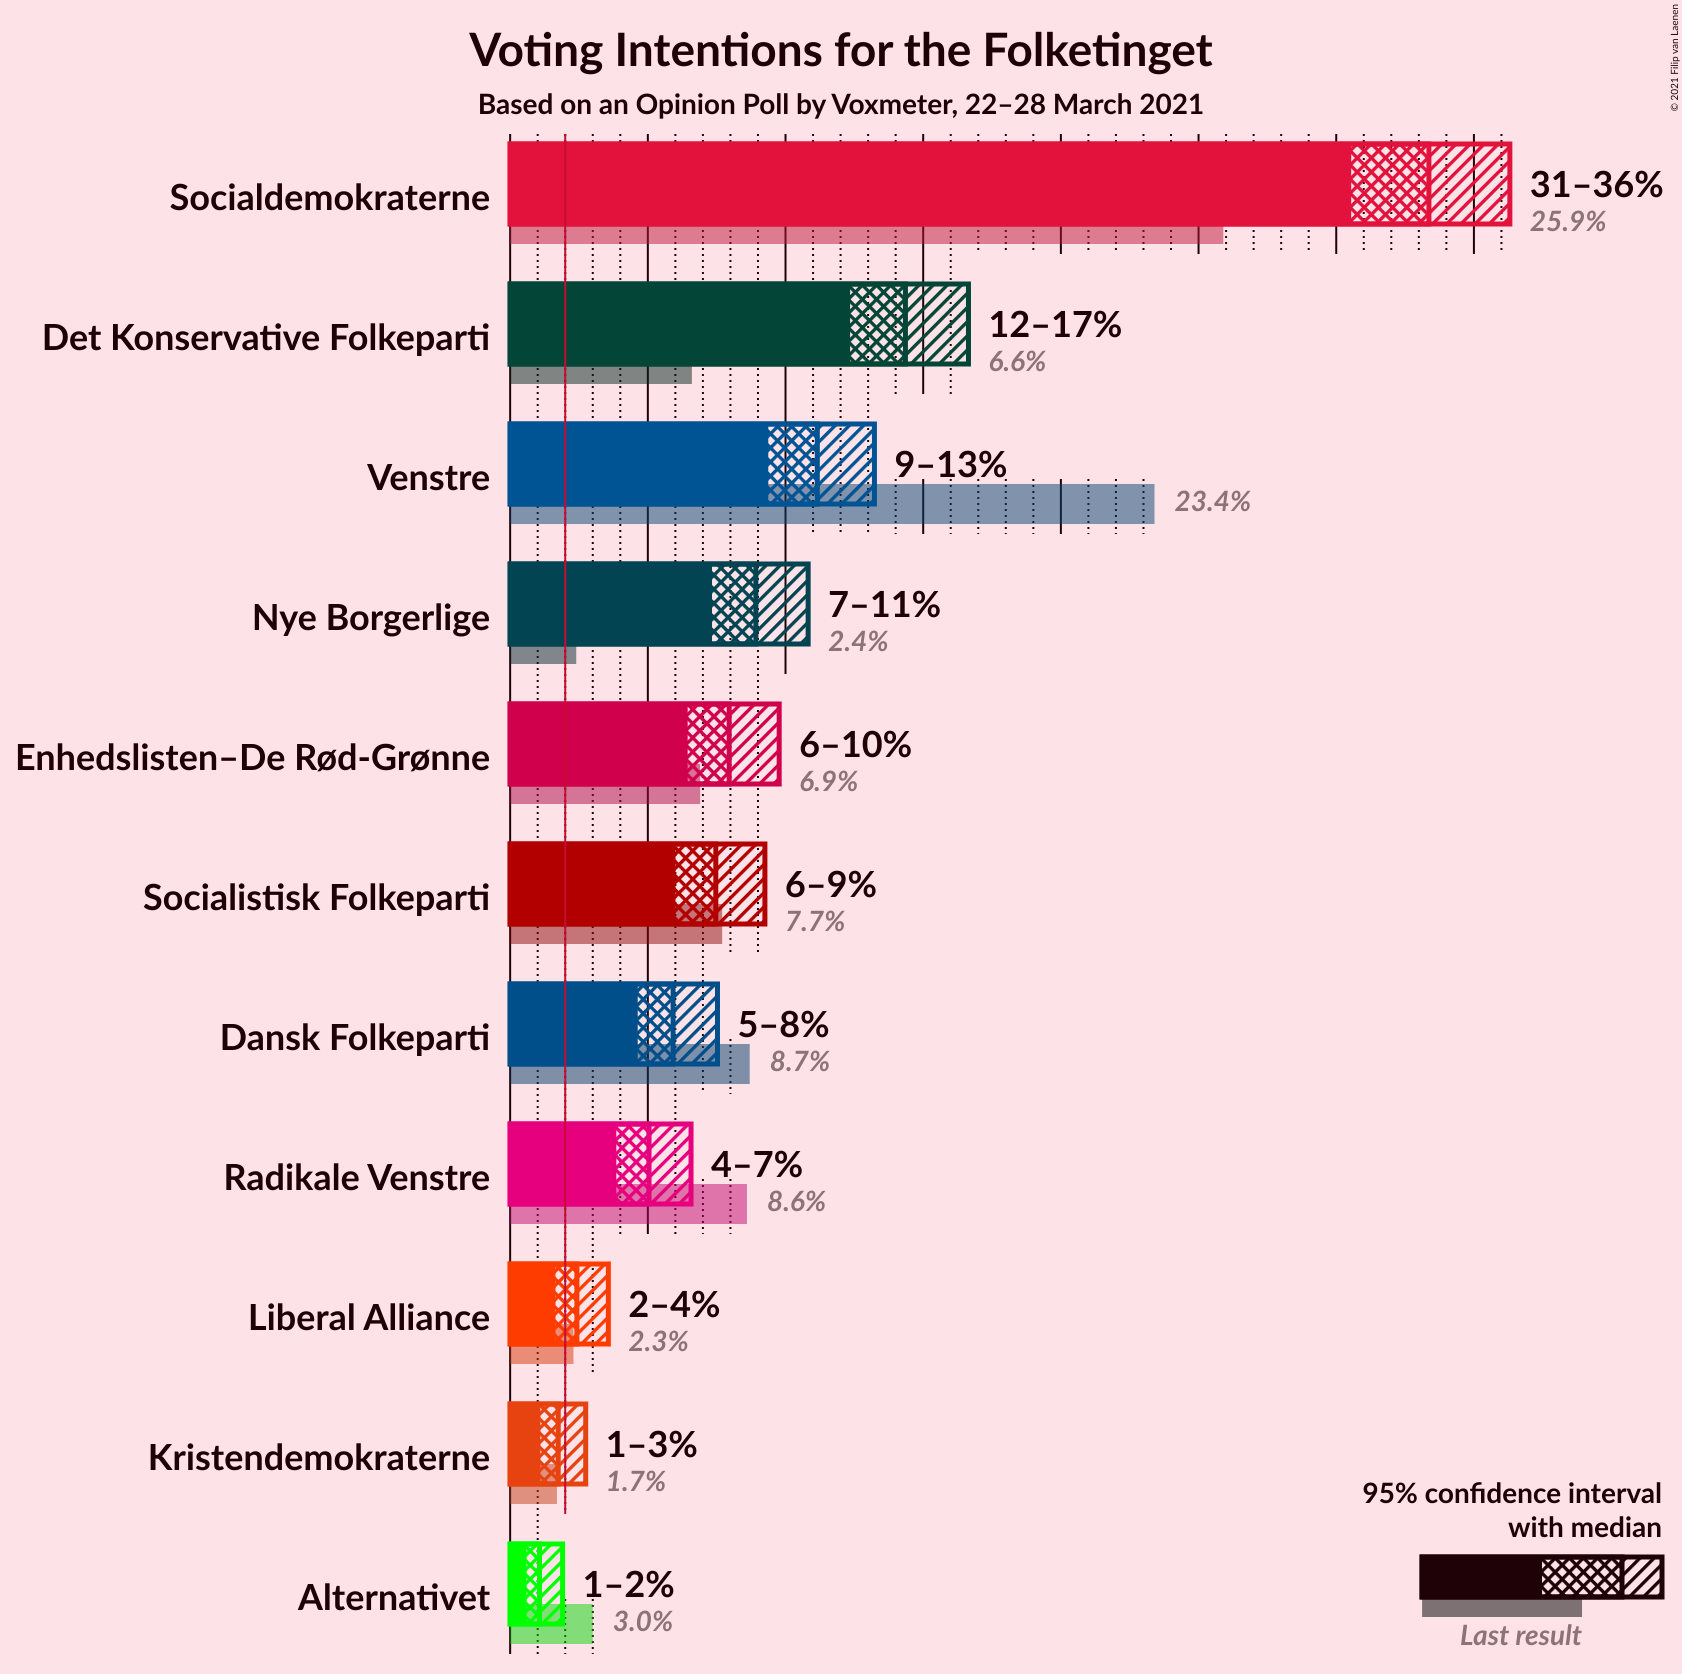 Voting Intentions for the Folketinget
Based on an Opinion Poll by Voxmeter, 22–28 March 2021
© 2021 Filip van Laenen
Socialdemokraterne
31–36%
25.9%
Det Konservative Folkeparti
12–17%
6.6%
Venstre
9–13%
23.4%
Nye Borgerlige
7–11%
2.4%
Enhedslisten–De Rød-Grønne
6–10%
6.9%
Socialistisk Folkeparti
6–9%
7.7%
Dansk Folkeparti
5–8%
8.7%
Radikale Venstre
4–7%
8.6%
Liberal Alliance
2–4%
2.3%
Kristendemokraterne
1–3%
1.7%
Alternativet
1–2%
3.0%
95% confidence interval
with median
Last result